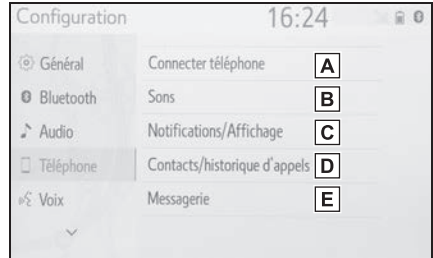 Configuration 16:24
Général
Bluetooth
Audio
Téléphone
Voix
Connecter téléphone A
Sons B
Notifications/Affichage C
Contacts/historique d'appels D
Messagerie E